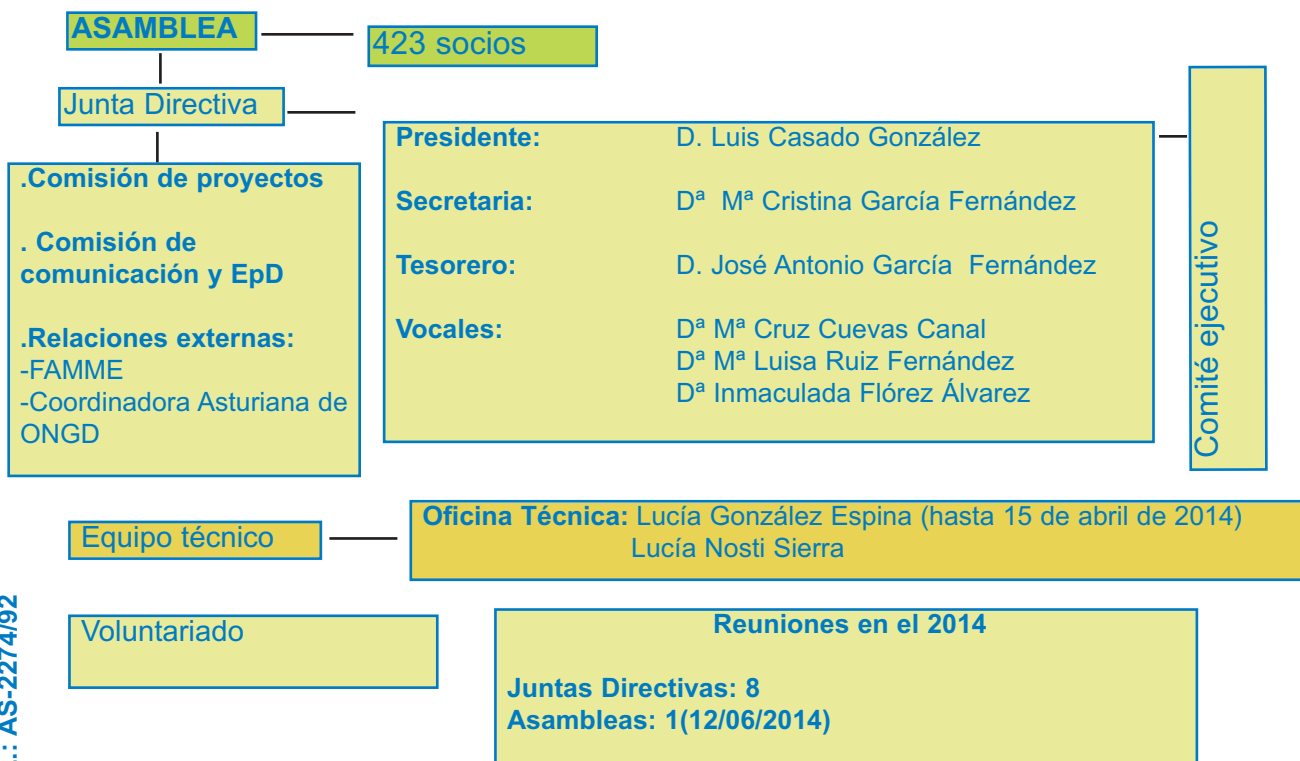 ASAMBLEA
423 socios
Junta Directiva
.Comisión de proyectos
. Comisión de
comunicación y EpD
.Relaciones externas:
-FAMME
-Coordinadora Asturiana de
ONGD
Presidente: D. Luis Casado González
Secretaria: Dª Mª Cristina García Fernández
Tesorero: D. José Antonio García Fernández
Vocales: Dª Mª Cruz Cuevas Canal
Dª Mª Luisa Ruiz Fernández
Dª Inmaculada Flórez Álvarez
Comité ejecutivo
Equipo técnico
Oficina Técnica: Lucía González Espina (hasta 15 de abril de 2014)
Lucía Nosti Sierra
Voluntariado
Reuniones en el 2014
Juntas Directivas: 8
Asambleas: 1(12/06/2014)
.: AS-2274/92